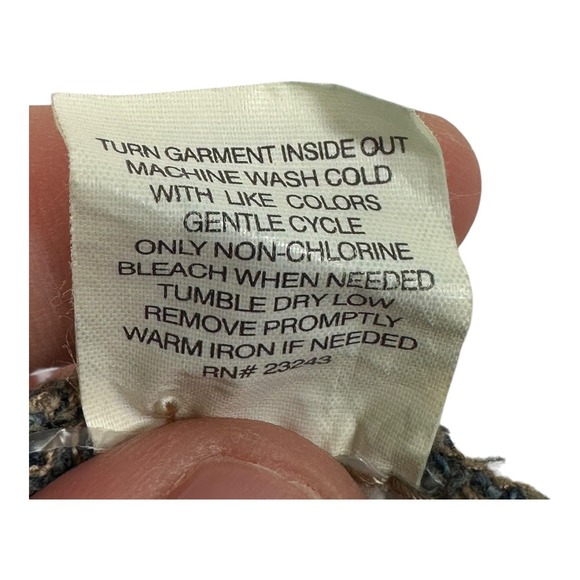 TURN GARMENT INSIDE OUT
MACHINE WASH COLD
WITH LIKE COLORS
GENTLE CYCLE
ONLY NON-CHLORINE
BLEACH WHEN NEEDED
TUMBLE DRY LOW
REMOVE PROMPTLY
WARM IRON IF NEEDED
RN# 23243